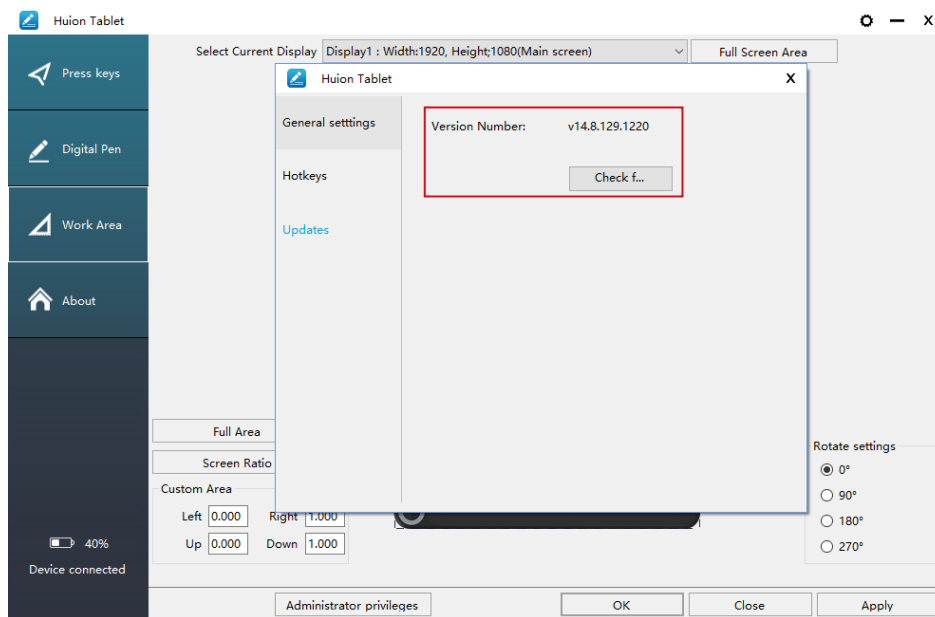 Huion Tablet
X
Press keys
Digital Pen
Work Area
About
40%
Device connected
Select Current Display Display1 : Width:1920, Height;1080(Main screen) Full Screen Area
Huion Tablet X
General setttings
Hotkeys
Updates
Version Number: v14.8.129.1220
Check f...
Full Area
Screen Ratio
Custom Area
Left 0.000 Right 1.000
Up 0.000 Down 1.000
Rotate settings
0°
90°
180°
270°
Administrator privileges OK Close Apply